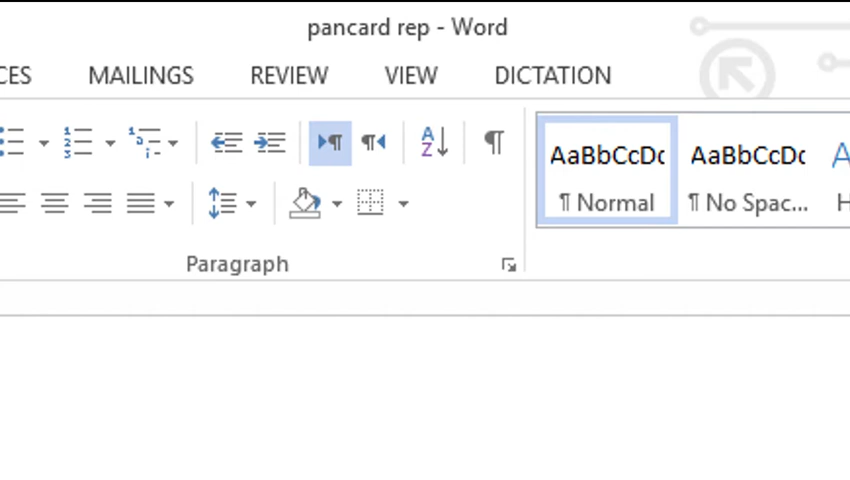 pancard rep - Word
CES MAILINGS REVIEW VIEW DICTATION
AaBbCcDc AaBbCcDc A
¶ Normal ¶ No Spac... H
Paragraph